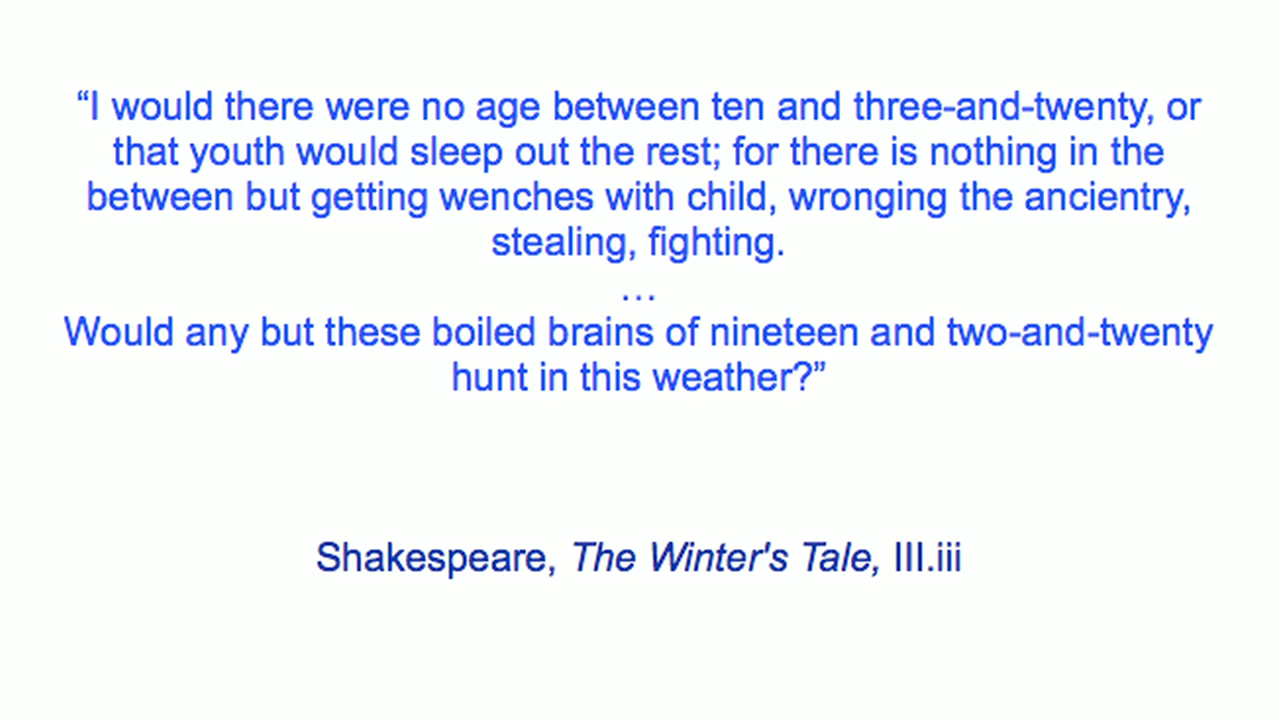 “I would there were no age between ten and three-and-twenty, or
that youth would sleep out the rest; for there is nothing in the
between but getting wenches with child, wronging the ancientry,
stealing, fighting.
…
Would any but these boiled brains of nineteen and two-and-twenty
hunt in this weather?”
Shakespeare, The Winter's Tale, III.iii